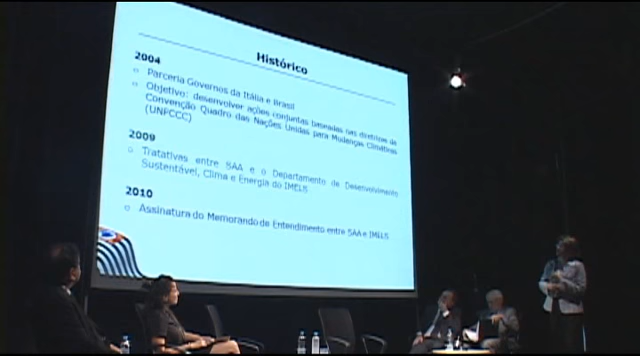 Histórico
2004
Parceria Governos da Itália e Brasil
Objetivo: desenvolver ações conjuntas baseadas nas diretrizes da
Convenção Quadro das Nações Unidas para Mudanças Climáticas
(UNFCCC)
2009
Tratativas entre SAA e o Departamento de Desenvolvimento
Sustentável, Clima e Energia do IMELS
2010
Assinatura do Memorando de Entendimento entre SAA e IMELS